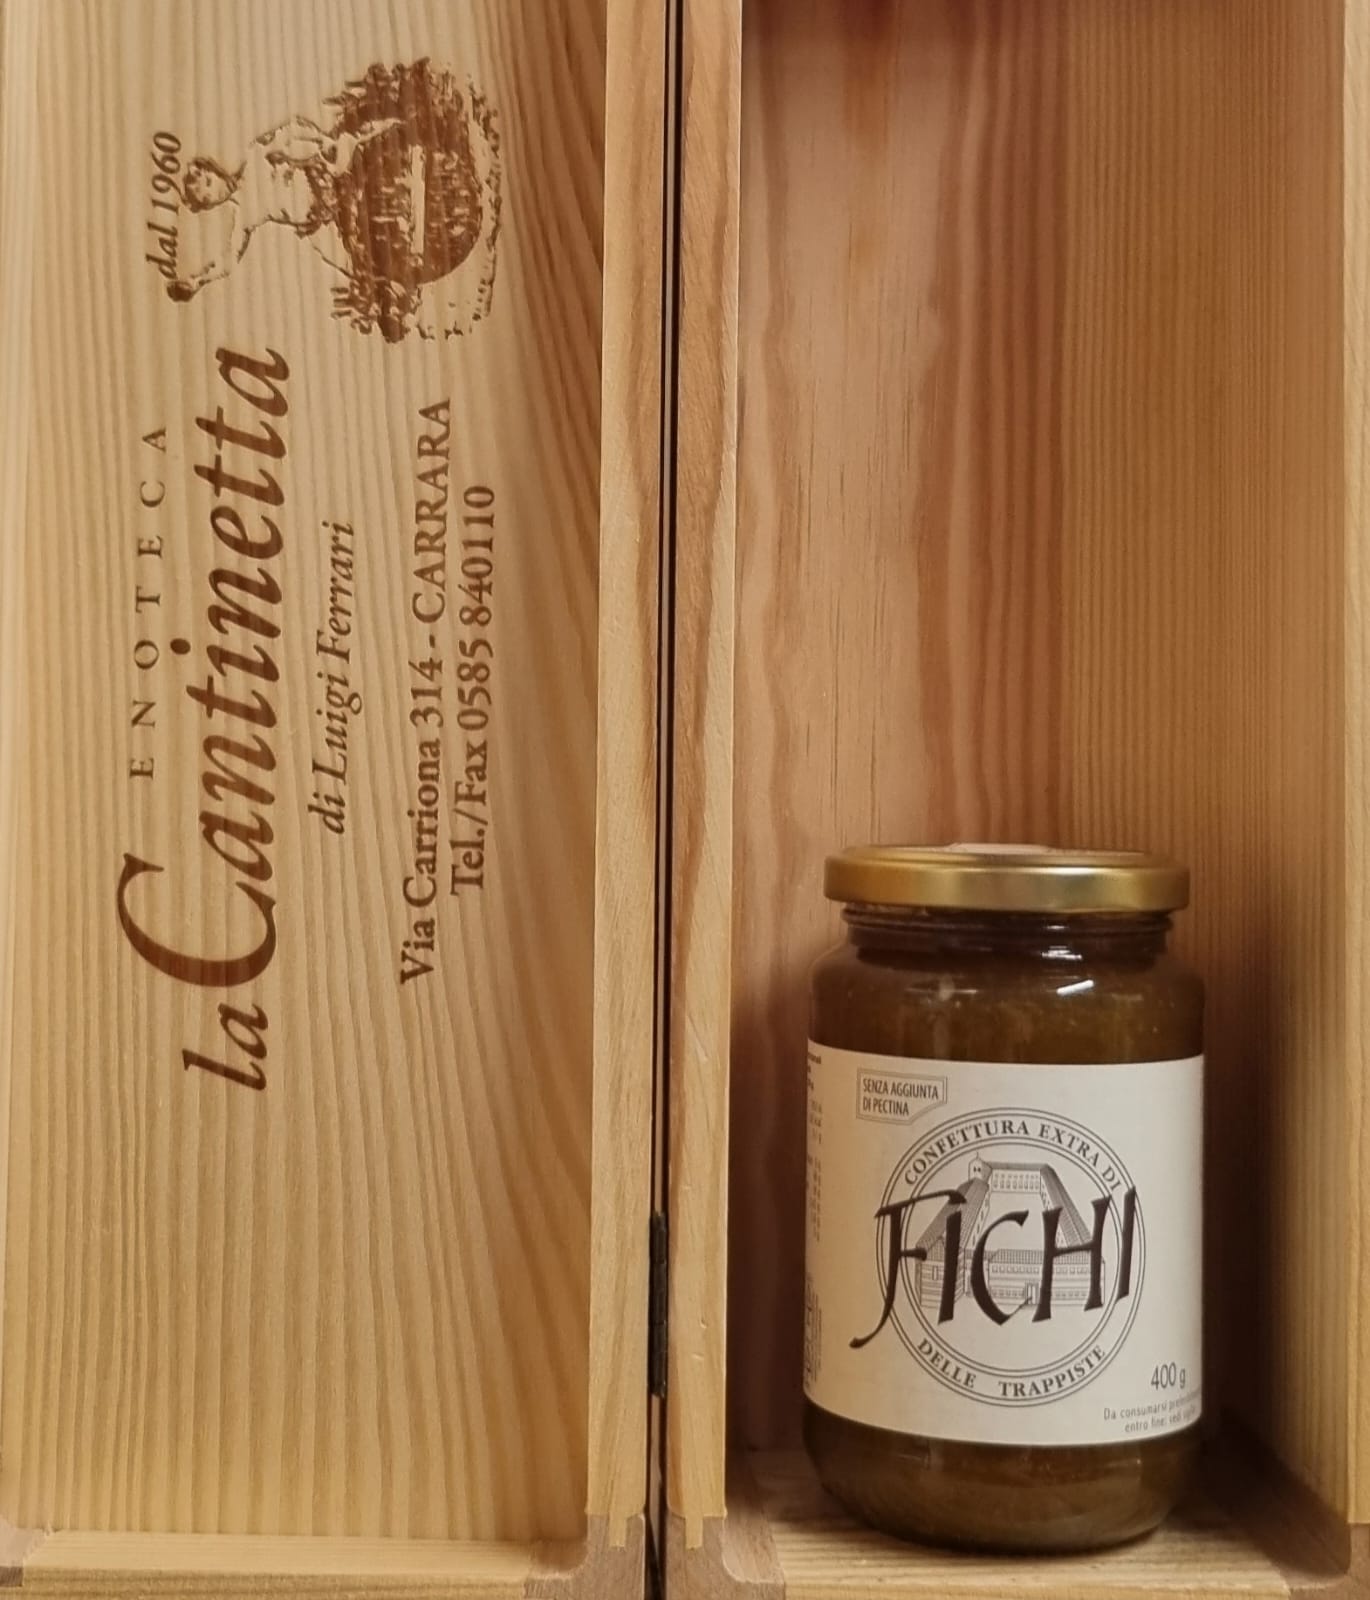 dal 1960
ENOTECA
la Cantinetta
di Luigi Ferrari
Via Carriona 314 - CARRARA
Tel./Fax 0585 840110
SENZA AGGIUNTA
DI PECTINA
CONFETTURA EXTRA DI
FiCHI
DELLE TRAPPISTE
400 g
Da consumarsi
entro fine: vedi